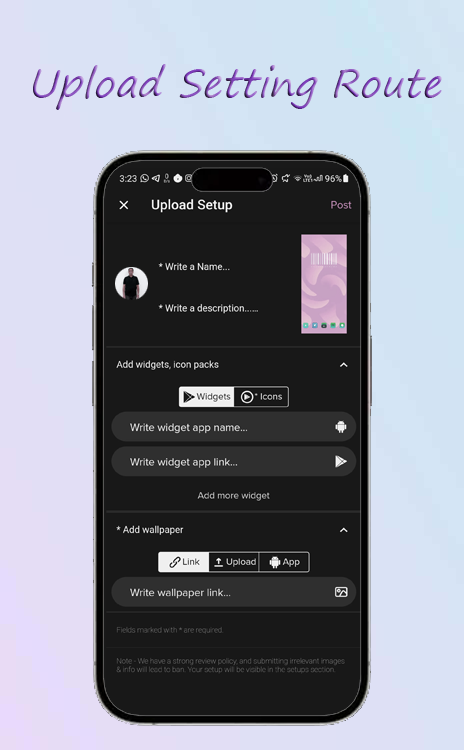 Upload Setting Route
3:23
96%
Upload Setup
Post
* Write a Name...
* Write a description......
Add widgets, icon packs
Widgets
* Icons
Write widget app name...
Write widget app link...
Add more widget
* Add wallpaper
Link
Upload
App
Write wallpaper link...
Fields marked with * are required.
Note - We have a strong review policy, and submitting irrelevant images
& info will lead to ban. Your setup will be visible in the setups section.